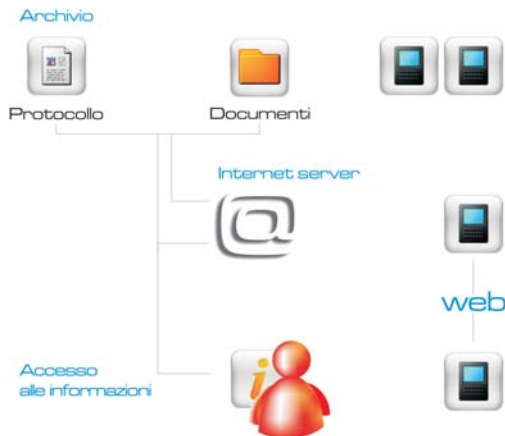 Archivio
Protocollo
Documenti
Internet server
@
web
Accesso
alle informazioni
i